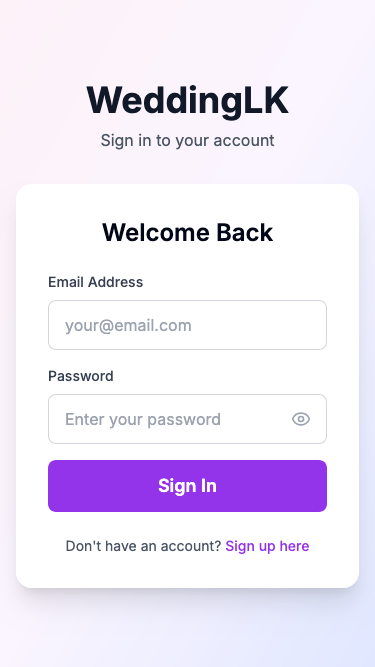 WeddingLK
Sign in to your account
Welcome Back
Email Address
your@email.com
Password
Enter your password
Sign In
Don't have an account? Sign up here